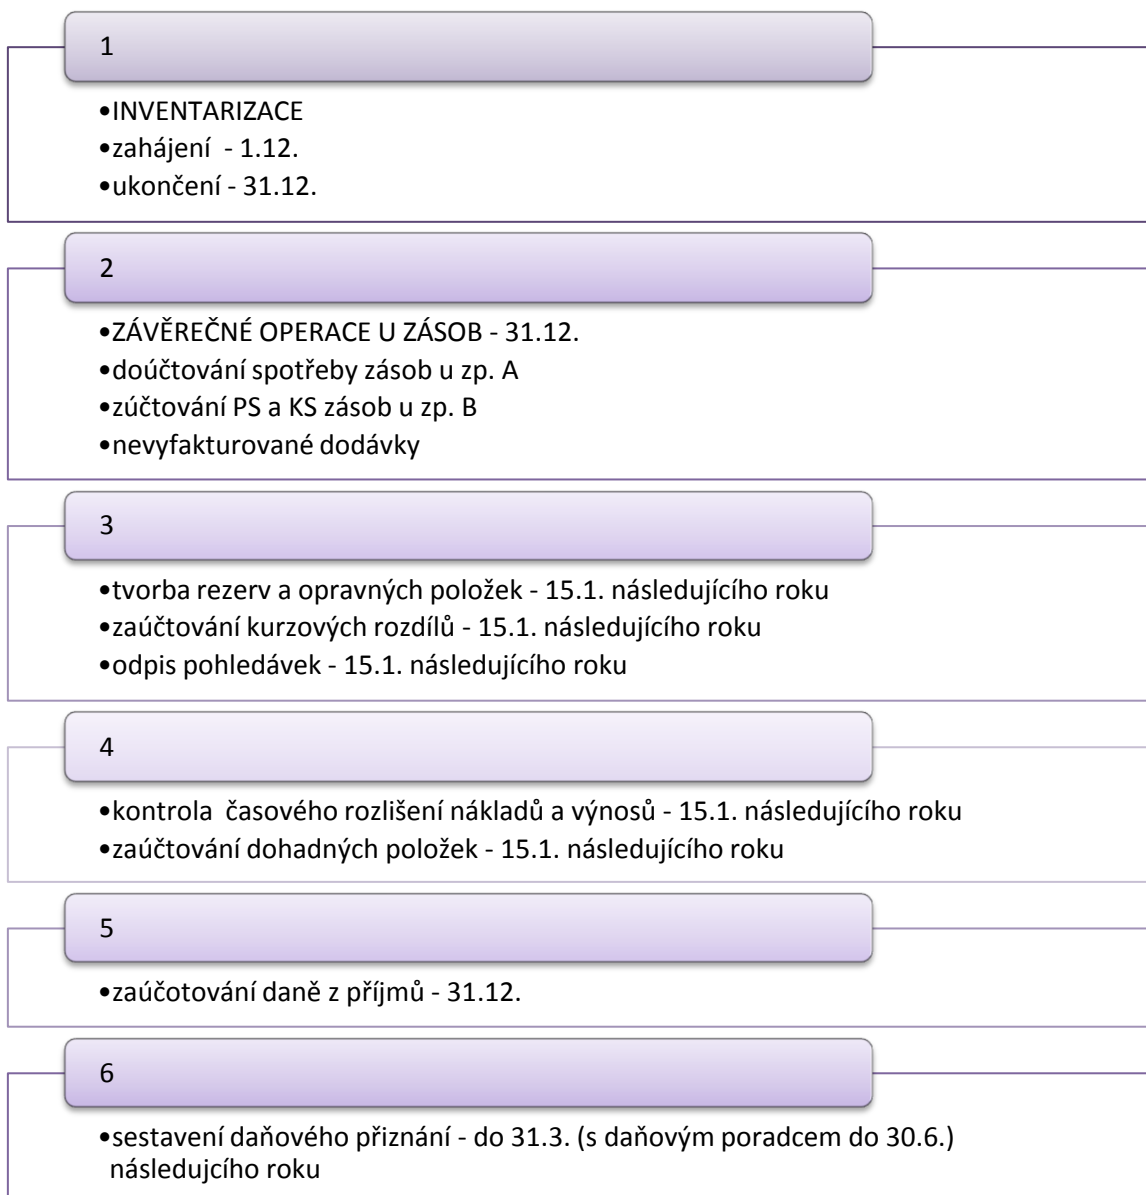 1
•INVENTARIZACE
•zahájení - 1.12.
•ukončení - 31.12.
2
•ZÁVĚREČNÉ OPERACE U ZÁSOB - 31.12.
•doúčtování spotřeby zásob u zp. A
•zúčtování PS a KS zásob u zp. B
•nevyfakturované dodávky
3
•tvorba rezerv a opravných položek - 15.1. následujícího roku
•zaúčtování kurzových rozdílů - 15.1. následujícího roku
•odpis pohledávek - 15.1. následujícího roku
4
•kontrola časového rozlišení nákladů a výnosů - 15.1. následujícího roku
•zaúčtování dohadných položek - 15.1. následujícího roku
5
•zaúčotování daně z příjmů - 31.12.
6
•sestavení daňového přiznání - do 31.3. (s daňovým poradcem do 30.6.)
následujcího roku